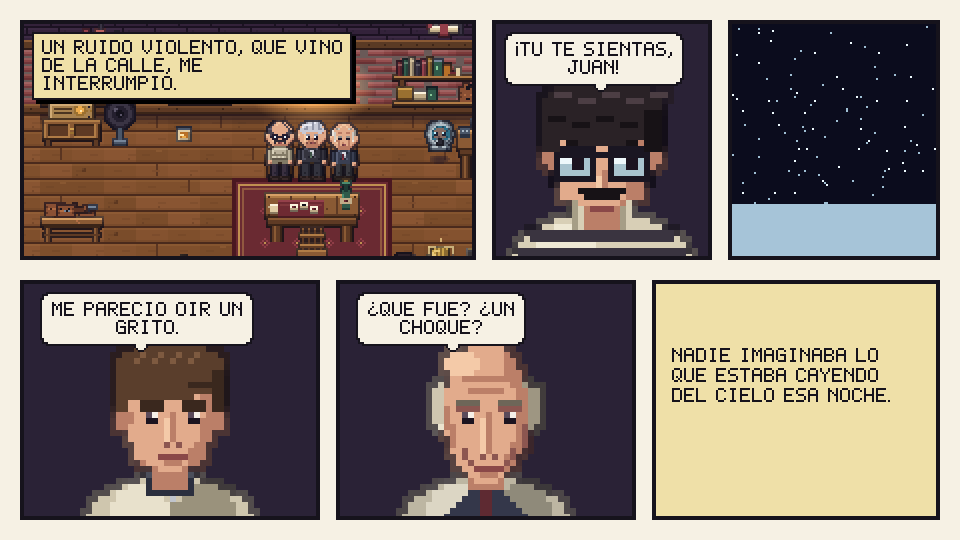 UN RUIDO VIOLENTO, QUE VINO
DE LA CALLE, ME
INTERRUMPIÓ.
¡TU TE SIENTAS,
JUAN!
ME PARECIO OIR UN
GRITO.
¿QUE FUE? ¿UN
CHOQUE?
NADIE IMAGINABA LO
QUE ESTABA CAYENDO
DEL CIELO ESA NOCHE.